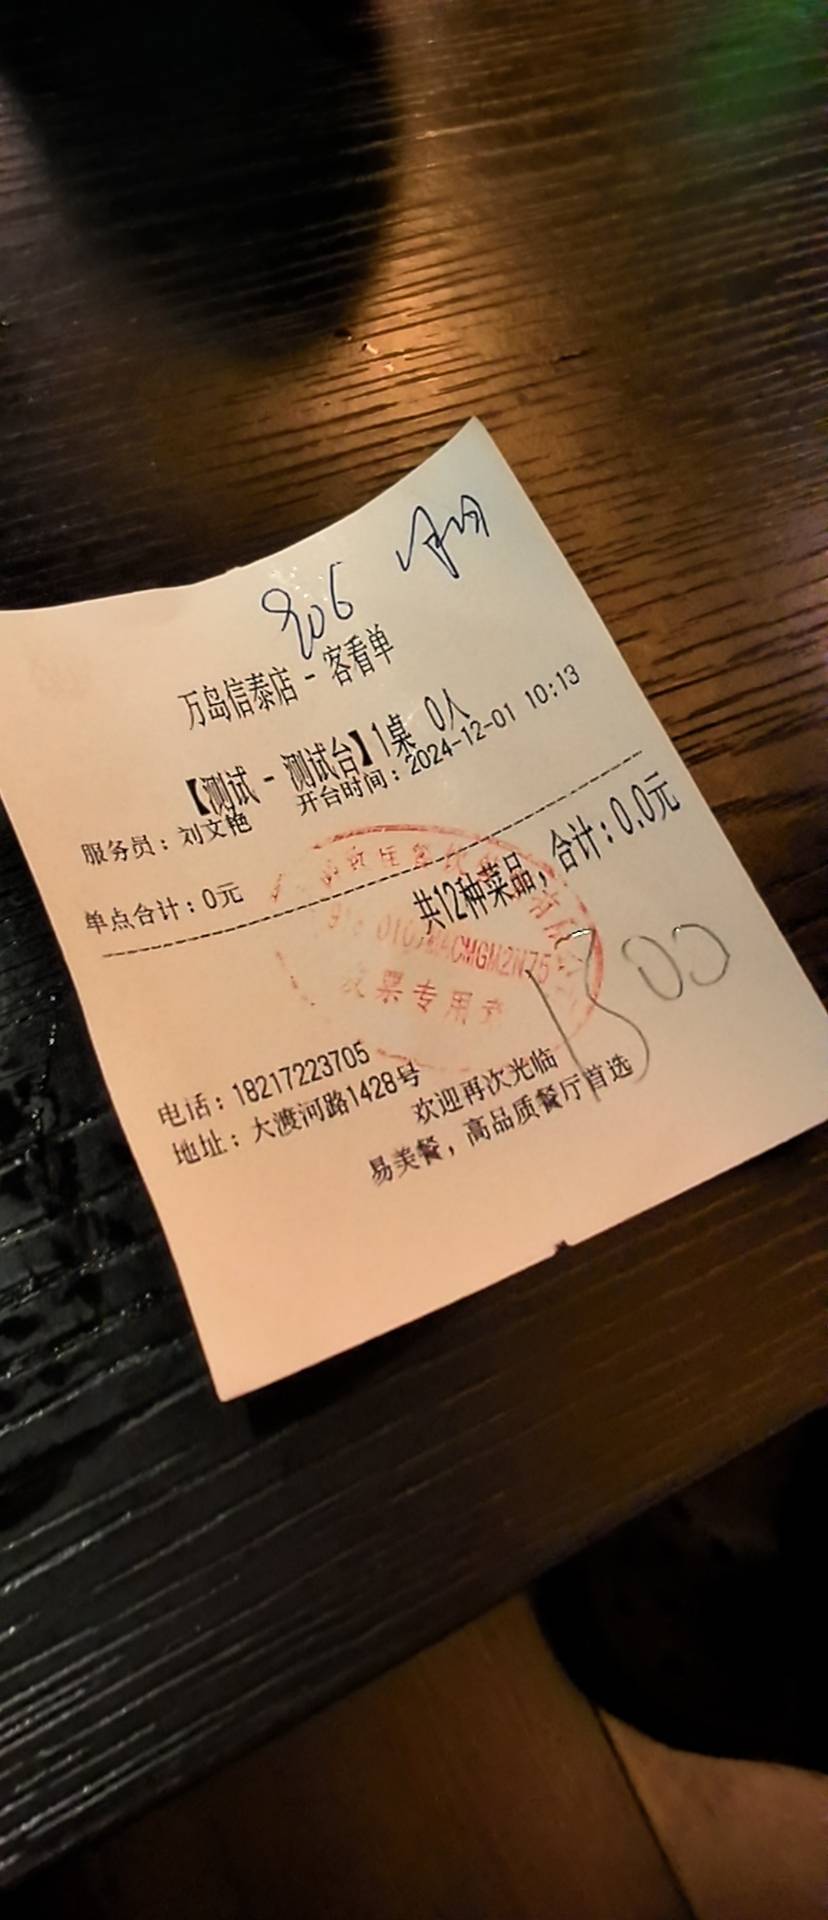 806
万岛信泰店 - 客看单
【测试 - 测试台】1桌 0人
服务员：刘文艳 开台时间：2024-12-01 10:13
单点合计：0元
共12种菜品，合计：0.0元
发票专用章
1300
电话：18217223705
地址：大渡河路1428号
欢迎再次光临
易美餐，高品质餐厅首选